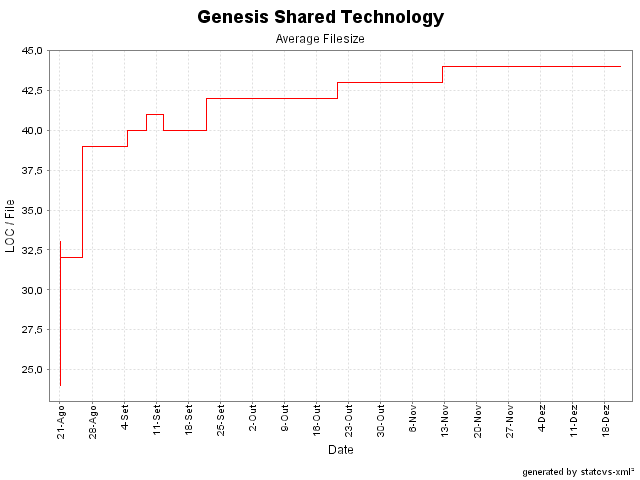 Genesis Shared Technology
Average Filesize
LOC / File
45,0
42,5
40,0
37,5
35,0
32,5
30,0
27,5
25,0
21-Ago
28-Ago
4-Set
11-Set
18-Set
25-Set
2-Out
9-Out
16-Out
23-Out
30-Out
6-Nov
13-Nov
20-Nov
27-Nov
4-Dez
11-Dez
18-Dez
Date
generated by statcvs-xml²